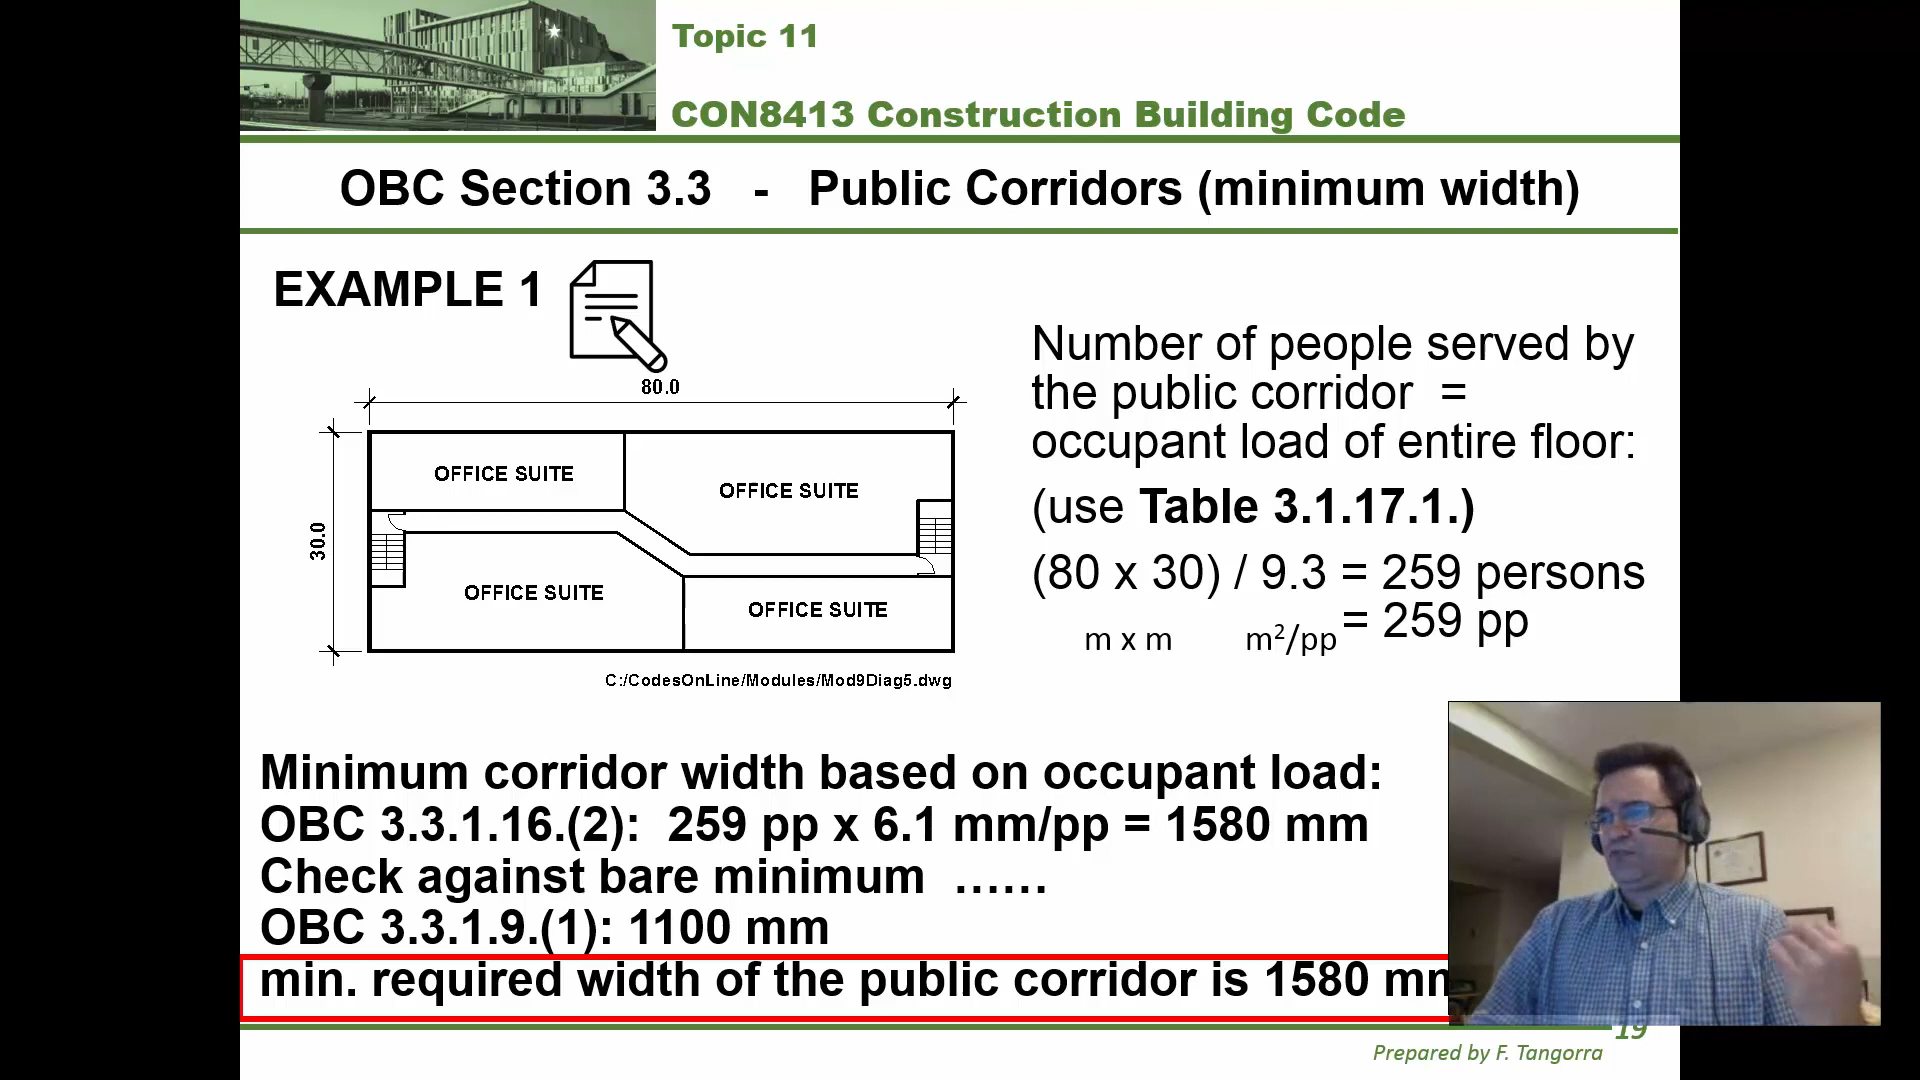 Topic 11
CON8413 Construction Building Code
OBC Section 3.3 - Public Corridors (minimum width)
EXAMPLE 1
80.0
30.0
OFFICE SUITE
OFFICE SUITE
OFFICE SUITE
OFFICE SUITE
C:/CodesOnLine/Modules/Mod9Diag5.dwg
Number of people served by
the public corridor =
occupant load of entire floor:
(use Table 3.1.17.1.)
(80 x 30) / 9.3 = 259 persons
m x m m²/pp = 259 pp
Minimum corridor width based on occupant load:
OBC 3.3.1.16.(2): 259 pp x 6.1 mm/pp = 1580 mm
Check against bare minimum ……
OBC 3.3.1.9.(1): 1100 mm
min. required width of the public corridor is 1580 mm
19
Prepared by F. Tangorra